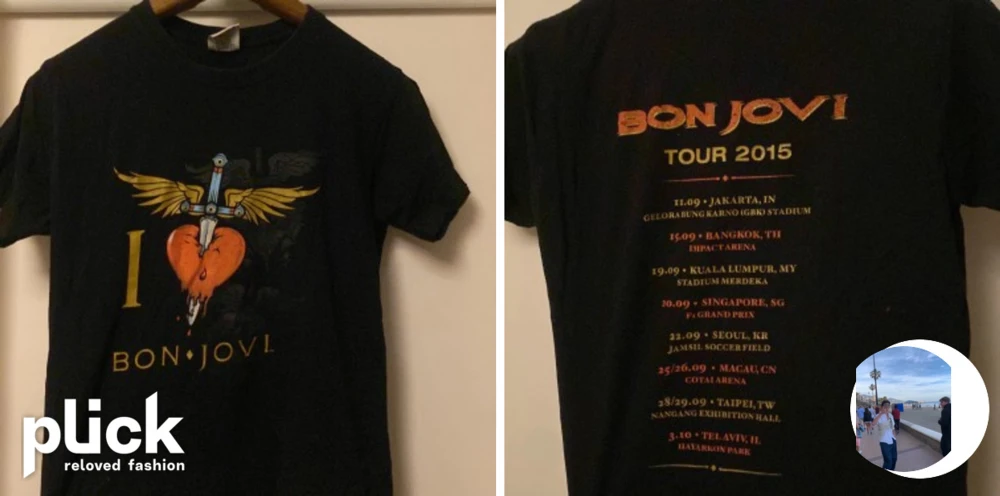 I
BON♦JOVI
plick
reloved fashion
BON JOVI
TOUR 2015
11.09 • JAKARTA, IN
GELORA BUNG KARNO (GBK) STADIUM
15.09 • BANGKOK, TH
IMPACT ARENA
19.09 • KUALA LUMPUR, MY
STADIUM MERDEKA
20.09 • SINGAPORE, SG
F1 GRAND PRIX
22.09 • SEOUL, KR
JAMSIL SOCCER FIELD
25/26.09 • MACAU, CN
COTAI ARENA
28/29.09 • TAIPEI, TW
NANGANG EXHIBITION HALL
3.10 • TEL AVIV, IL
HAYARKON PARK